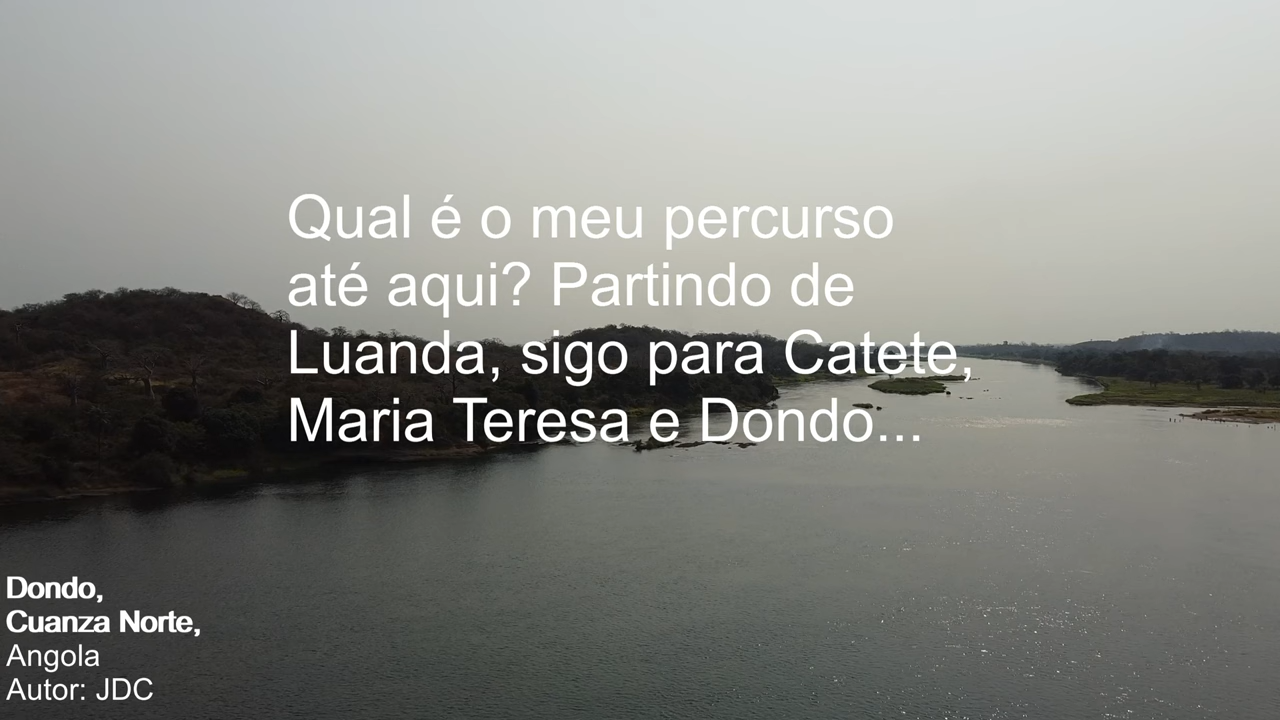 Qual é o meu percurso
até aqui? Partindo de
Luanda, sigo para Catete,
Maria Teresa e Dondo...
Dondo,
Cuanza Norte,
Angola
Autor: JDC